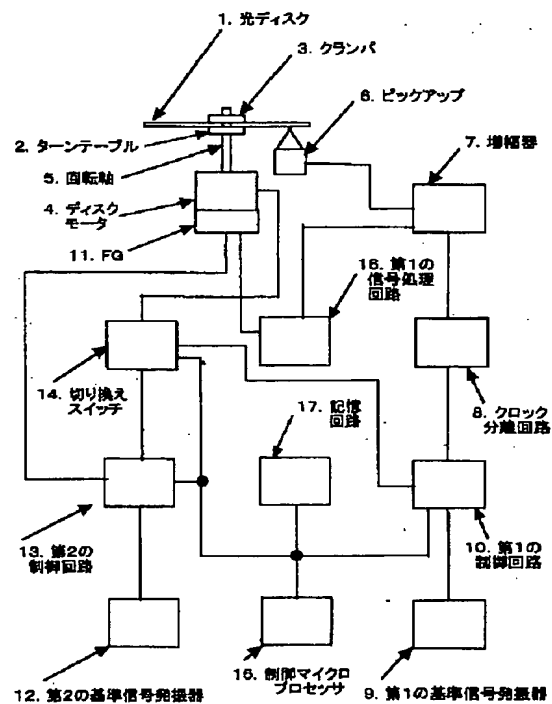 1. 光ディスク
3. クランパ
6. ピックアップ
2. ターンテーブル
7. 増幅器
5. 回転軸
4. ディスク
モータ
11. FG
16. 第1の
信号処理
回路
14. 切り換え
スイッチ
17. 記憶
回路
8. クロック
分離回路
13. 第2の
制御回路
10. 第1の
制御回路
12. 第2の基準信号発振器
15. 制御マイクロ
プロセッサ
9. 第1の基準信号発振器